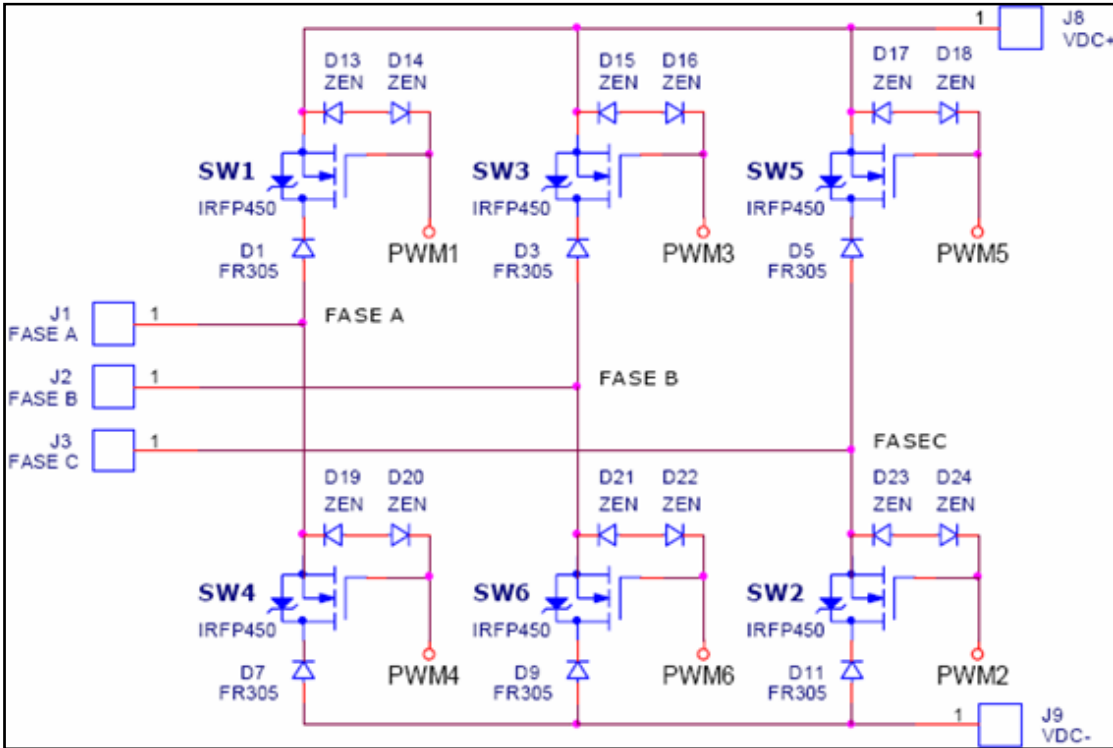 1
J8
VDC+
D13
D14
ZEN
ZEN
D15
D16
ZEN
ZEN
D17
D18
ZEN
ZEN
SW1
IRFP450
SW3
IRFP450
SW5
IRFP450
D1
FR305
PWM1
D3
FR305
PWM3
D5
FR305
PWM5
J1
FASE A
1
FASE A
J2
FASE B
1
FASE B
J3
FASE C
1
FASEC
D19
D20
ZEN
ZEN
D21
D22
ZEN
ZEN
D23
D24
ZEN
ZEN
SW4
IRFP450
SW6
IRFP450
SW2
IRFP450
D7
FR305
PWM4
D9
FR305
PWM6
D11
FR305
PWM2
1
J9
VDC-